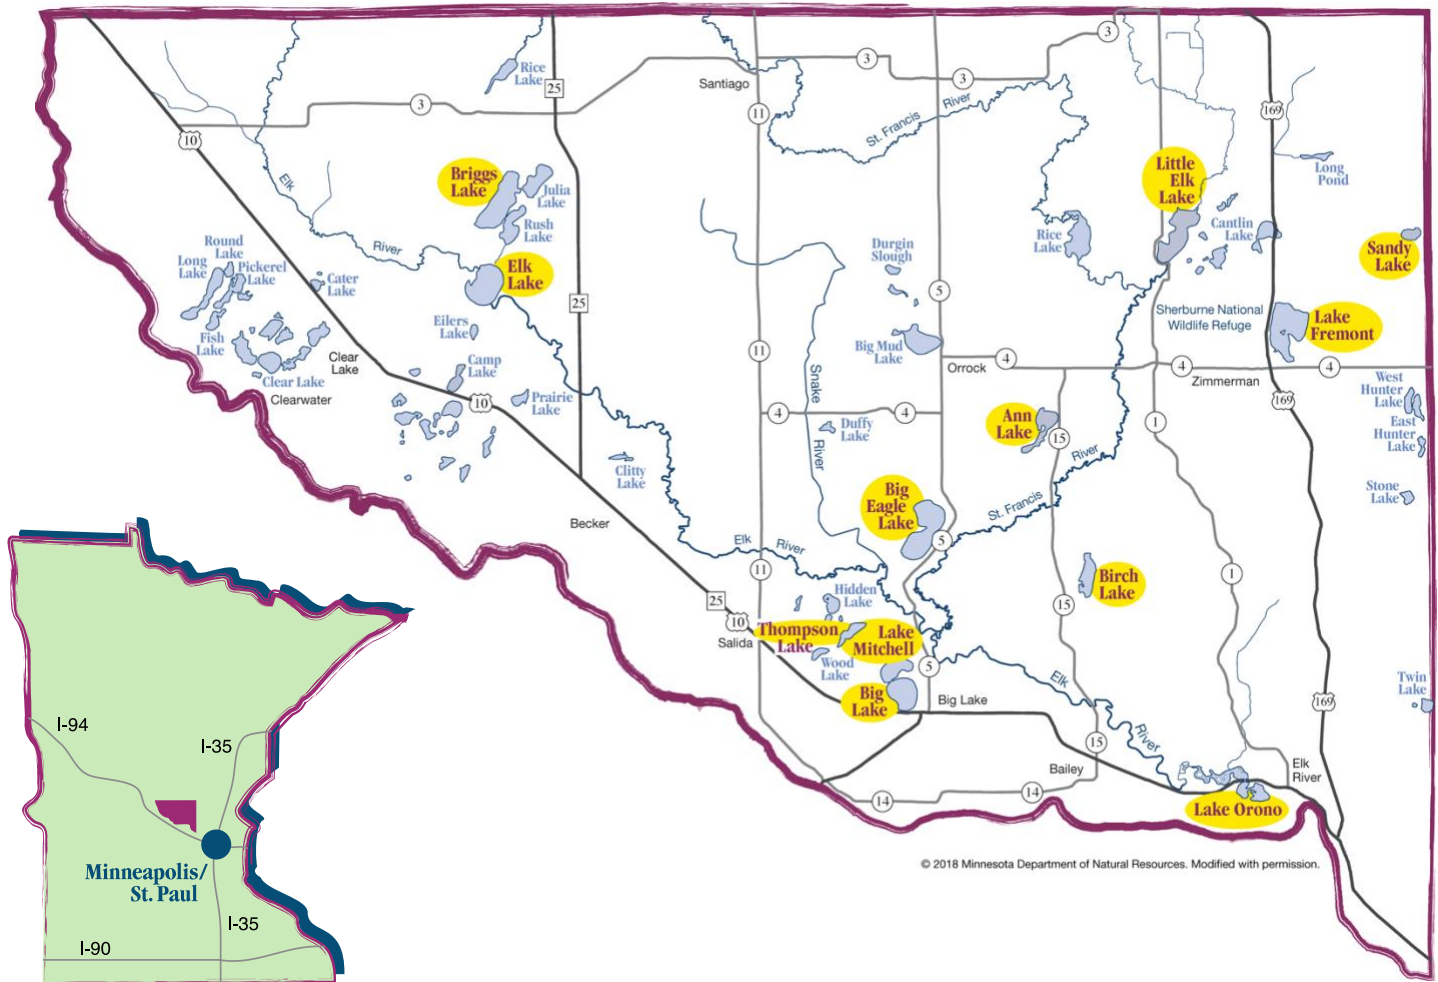 Rice
Lake
25
3
3
3
3
Santiago
11
10
169
St. Francis
River
Elk
Briggs
Lake
Julia
Lake
Rush
Lake
Little
Elk
Lake
Long
Pond
River
Round
Lake
Long
Lake
Pickerel
Lake
Cater
Lake
Elk
Lake
Durgin
Slough
Rice
Lake
Cantlin
Lake
Sandy
Lake
25
5
Fish
Lake
Eilers
Lake
Big Mud
Lake
Sherburne National
Wildlife Refuge
Lake
Fremont
Clear
Lake
Clear Lake
Clearwater
Camp
Lake
11
Snake
River
Orrock
4
4
Zimmerman
4
10
Prairie
Lake
4
4
Duffy
Lake
Ann
Lake
15
1
169
West
Hunter
Lake
East
Hunter
Lake
Clitty
Lake
River
Stone
Lake
Big
Eagle
Lake
St. Francis
Becker
Elk
River
5
11
Birch
Lake
15
1
Hidden
Lake
25
10
Salida
Thompson
Lake
Lake
Mitchell
Wood
Lake
5
Elk
River
Big
Lake
Big Lake
Twin
Lake
169
15
Bailey
Elk
River
14
14
Lake Orono
© 2018 Minnesota Department of Natural Resources. Modified with permission.
I-94
I-35
Minneapolis/
St. Paul
I-35
I-90